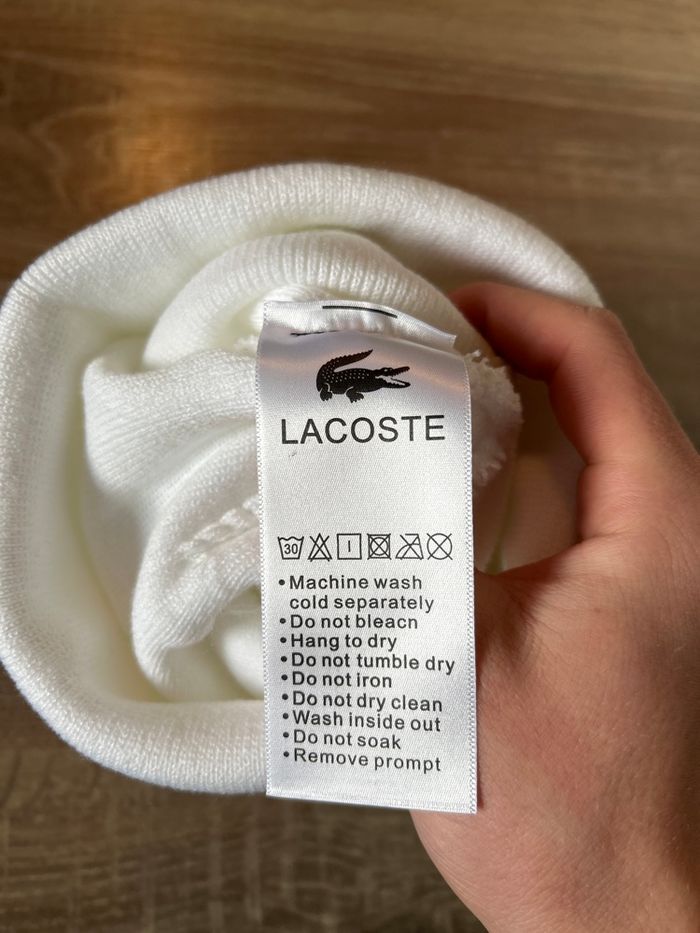 LACOSTE
30
•Machine wash
cold separately
•Do not bleacn
•Hang to dry
•Do not tumble dry
•Do not iron
•Do not dry clean
•Wash inside out
•Do not soak
•Remove prompt